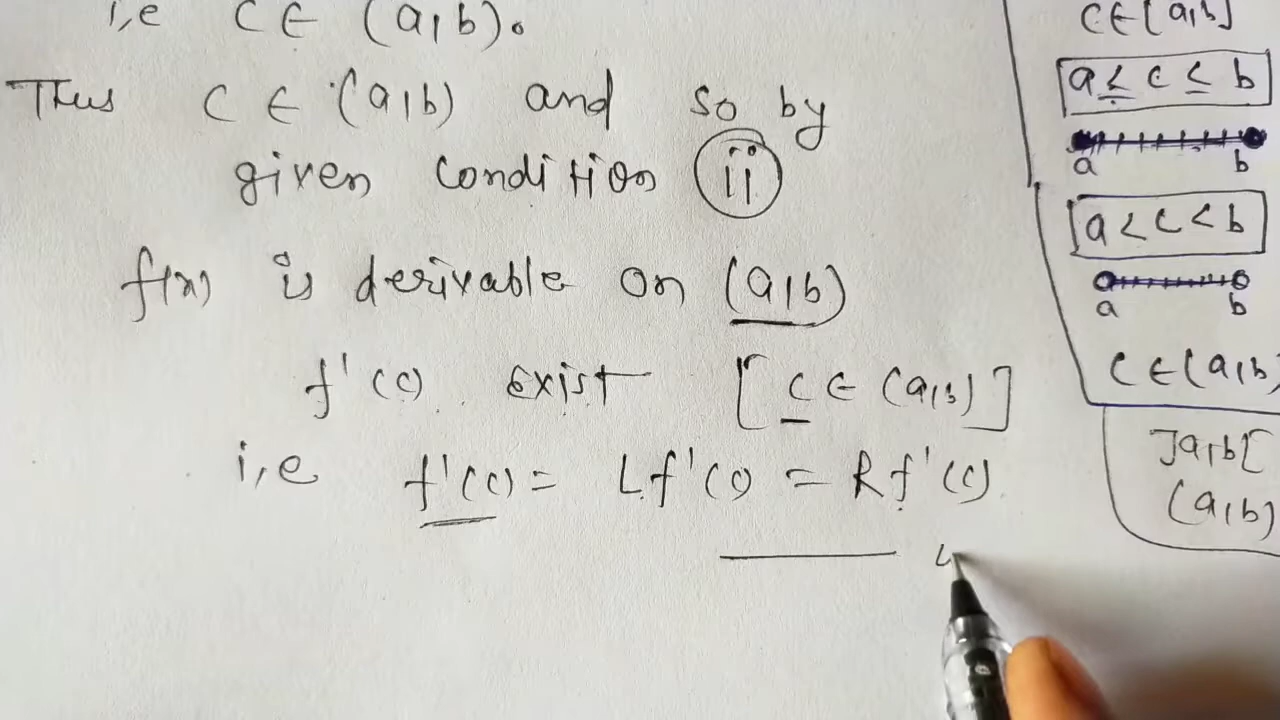 i,e C ∈ (a,b).
Thus C ∈ (a,b) and so by
given condition (ii)
f(x) is derivable on (a,b)
f'(c) exist [C ∈ (a,b)]
i,e f'(c) = Lf'(c) = Rf'(c)
C ∈ [a,b]
a ≤ c ≤ b
a b
a < c < b
a b
C ∈ (a,b)
]a,b[
(a,b)